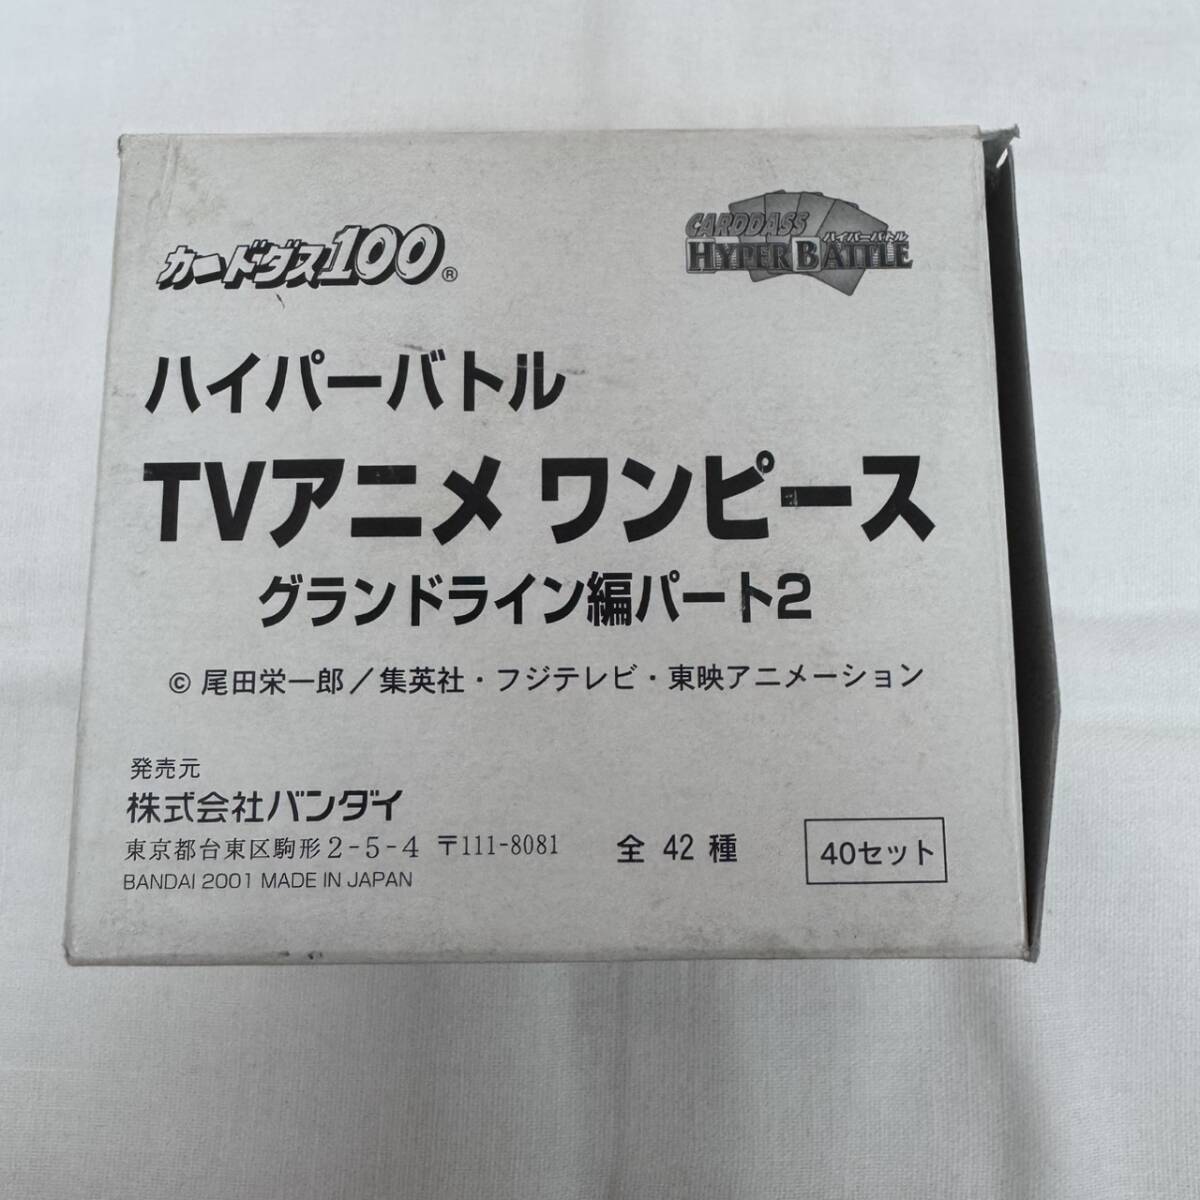 カードダス100®
CARDDASS
ハイパーバトル
HYPER BATTLE
ハイパーバトル
TVアニメ ワンピース
グランドライン編パート2
© 尾田栄一郎／集英社・フジテレビ・東映アニメーション
発売元
株式会社バンダイ
東京都台東区駒形2-5-4 〒111-8081
BANDAI 2001 MADE IN JAPAN
全 42 種
40セット